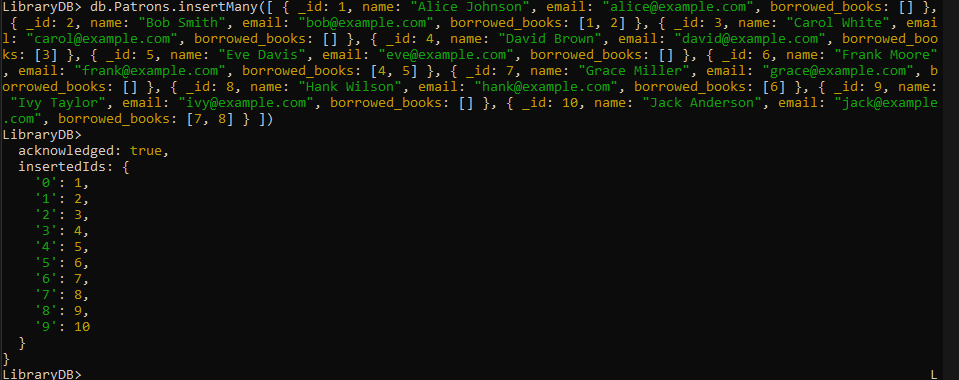 LibraryDB> db.Patrons.insertMany([ { _id: 1, name: "Alice Johnson", email: "alice@example.com", borrowed_books: [] },
{ _id: 2, name: "Bob Smith", email: "bob@example.com", borrowed_books: [1, 2] }, { _id: 3, name: "Carol White", emai
l: "carol@example.com", borrowed_books: [] }, { _id: 4, name: "David Brown", email: "david@example.com", borrowed_boo
ks: [3] }, { _id: 5, name: "Eve Davis", email: "eve@example.com", borrowed_books: [] }, { _id: 6, name: "Frank Moore"
, email: "frank@example.com", borrowed_books: [4, 5] }, { _id: 7, name: "Grace Miller", email: "grace@example.com", b
orrowed_books: [] }, { _id: 8, name: "Hank Wilson", email: "hank@example.com", borrowed_books: [6] }, { _id: 9, name:
"Ivy Taylor", email: "ivy@example.com", borrowed_books: [] }, { _id: 10, name: "Jack Anderson", email: "jack@example
.com", borrowed_books: [7, 8] } ])
LibraryDB>
acknowledged: true,
insertedIds: {
'0': 1,
'1': 2,
'2': 3,
'3': 4,
'4': 5,
'5': 6,
'6': 7,
'7': 8,
'8': 9,
'9': 10
}
}
LibraryDB> L